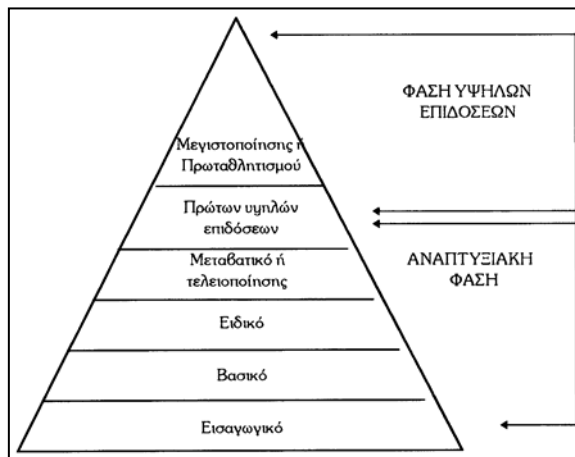 ΦΑΣΗ ΥΨΗΛΩΝ
ΕΠΙΔΟΣΕΩΝ
Μεγιστοποίησης ή
Πρωταθλητισμού
Πρώτων υψηλών
επιδόσεων
Μεταβατικό ή
τελειοποίησης
ΑΝΑΠΤΥΞΙΑΚΗ
ΦΑΣΗ
Ειδικό
Βασικό
Εισαγωγικό